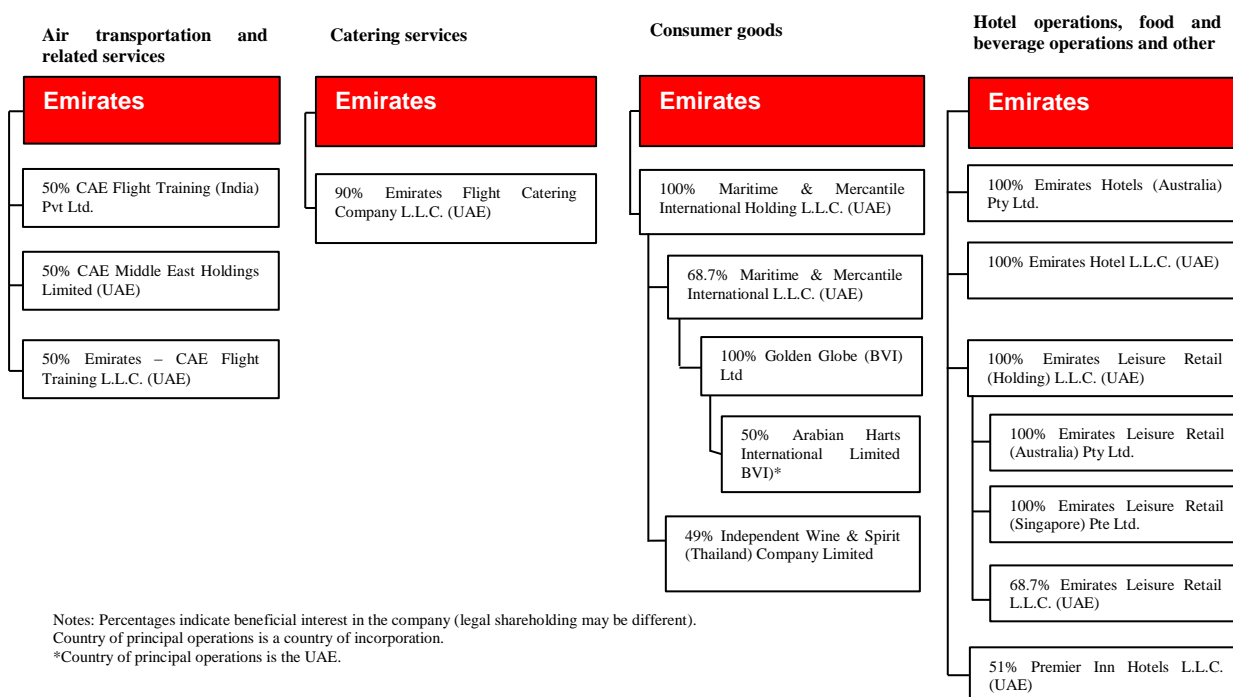 Air transportation and
related services
Emirates
50% CAE Flight Training (India)
Pvt Ltd.
50% CAE Middle East Holdings
Limited (UAE)
50% Emirates – CAE Flight
Training L.L.C. (UAE)
Catering services
Emirates
90% Emirates Flight Catering
Company L.L.C. (UAE)
Consumer goods
Emirates
100% Maritime & Mercantile
International Holding L.L.C. (UAE)
68.7% Maritime & Mercantile
International L.L.C. (UAE)
100% Golden Globe (BVI)
Ltd
50% Arabian Harts
International Limited
BVI)*
49% Independent Wine & Spirit
(Thailand) Company Limited
Hotel operations, food and
beverage operations and other
Emirates
100% Emirates Hotels (Australia)
Pty Ltd.
100% Emirates Hotel L.L.C. (UAE)
100% Emirates Leisure Retail
(Holding) L.L.C. (UAE)
100% Emirates Leisure Retail
(Australia) Pty Ltd.
100% Emirates Leisure Retail
(Singapore) Pte Ltd.
68.7% Emirates Leisure Retail
L.L.C. (UAE)
51% Premier Inn Hotels L.L.C.
(UAE)
Notes: Percentages indicate beneficial interest in the company (legal shareholding may be different).
Country of principal operations is a country of incorporation.
*Country of principal operations is the UAE.